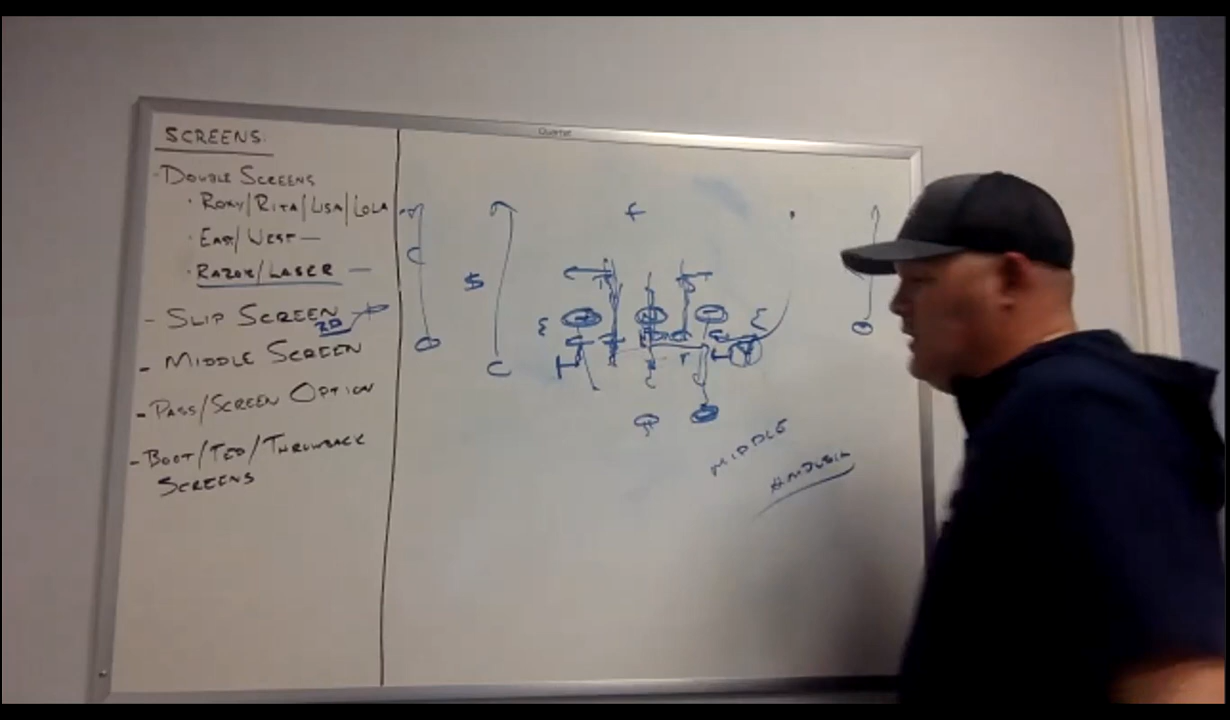 Quartet
SCREENS:
- DOUBLE SCREENS
• ROXY/RITA/LISA/LOLA
• EAST/WEST —
• RAZOR/LASER —
- SLIP SCREEN
- MIDDLE SCREEN
- PASS/SCREEN OPTION
- BOOT/TED/THROWBACK
SCREENS
C
$
F
E
E
C
MIDDLE